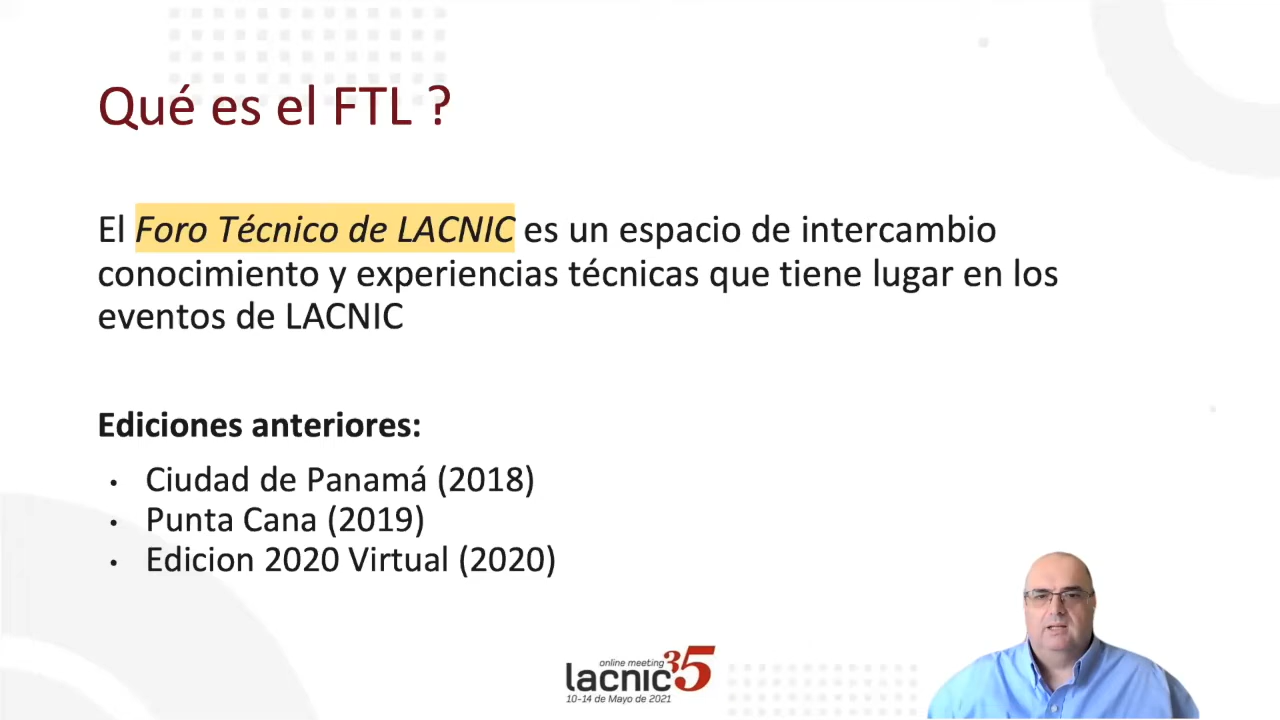 Qué es el FTL ?
El Foro Técnico de LACNIC es un espacio de intercambio
conocimiento y experiencias técnicas que tiene lugar en los
eventos de LACNIC
Ediciones anteriores:
• Ciudad de Panamá (2018)
• Punta Cana (2019)
• Edicion 2020 Virtual (2020)
online meeting
lacnic35
10-14 de Mayo de 2021